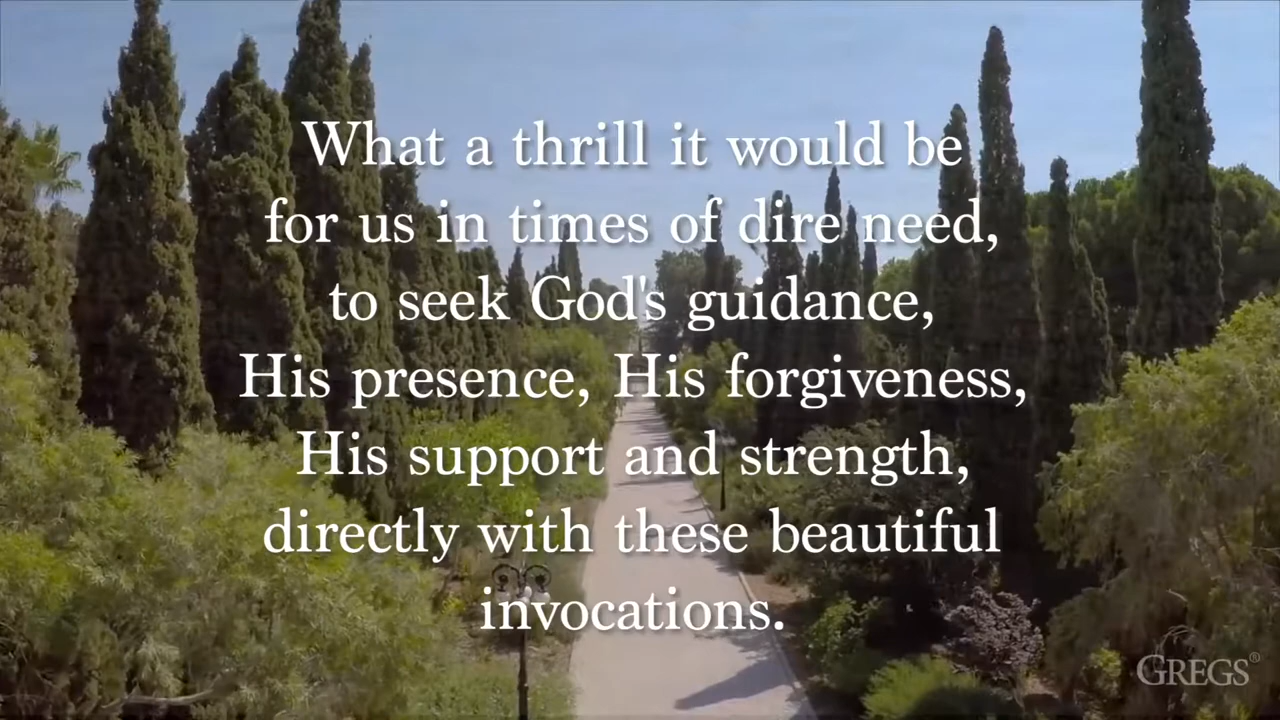 What a thrill it would be
for us in times of dire need,
to seek God's guidance,
His presence, His forgiveness,
His support and strength,
directly with these beautiful
invocations.
GREGS®